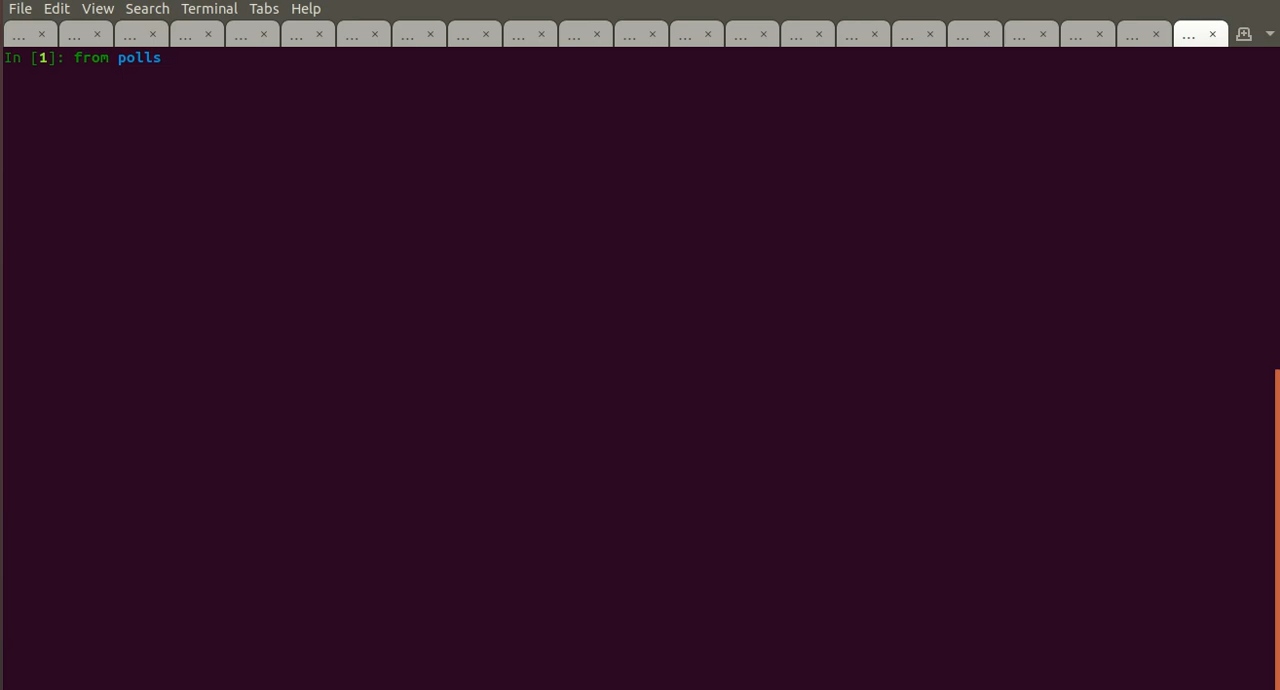 File Edit View Search Terminal Tabs Help
... × ... × ... × ... × ... × ... × ... × ... × ... × ... × ... × ... × ... × ... × ... × ... × ... × ... × ... × ... × ... × ... ×
In [1]: from polls